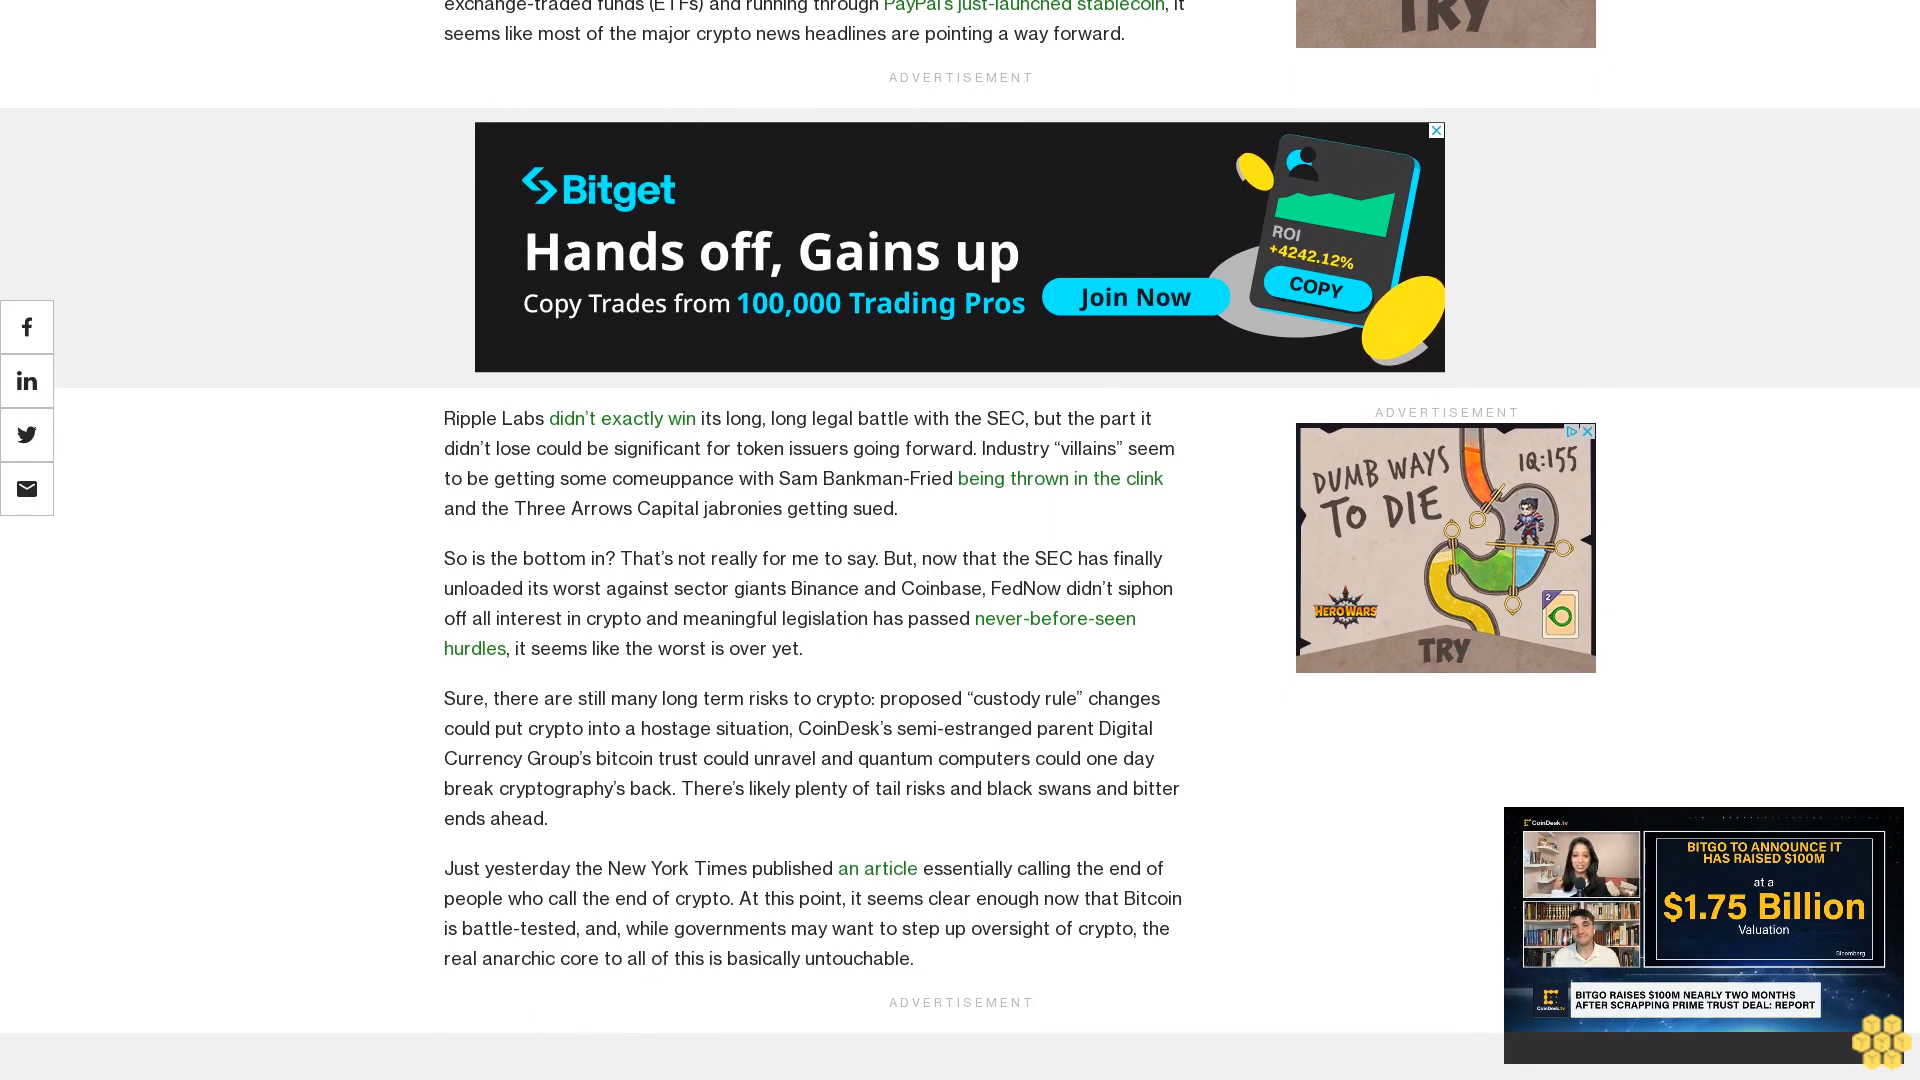 exchange-traded funds (ETFs) and running through PayPal's just-launched stablecoin, it
seems like most of the major crypto news headlines are pointing a way forward.
TRY
ADVERTISEMENT
Bitget
Hands off, Gains up
Copy Trades from 100,000 Trading Pros
Join Now
ROI
+4242.12%
COPY
Ripple Labs didn’t exactly win its long, long legal battle with the SEC, but the part it
didn’t lose could be significant for token issuers going forward. Industry “villains” seem
to be getting some comeuppance with Sam Bankman-Fried being thrown in the clink
and the Three Arrows Capital jabronies getting sued.
ADVERTISEMENT
DUMB WAYS
TO DIE
IQ:155
HERO WARS
2
TRY
So is the bottom in? That’s not really for me to say. But, now that the SEC has finally
unloaded its worst against sector giants Binance and Coinbase, FedNow didn’t siphon
off all interest in crypto and meaningful legislation has passed never-before-seen
hurdles, it seems like the worst is over yet.
Sure, there are still many long term risks to crypto: proposed “custody rule” changes
could put crypto into a hostage situation, CoinDesk’s semi-estranged parent Digital
Currency Group’s bitcoin trust could unravel and quantum computers could one day
break cryptography’s back. There’s likely plenty of tail risks and black swans and bitter
ends ahead.
Just yesterday the New York Times published an article essentially calling the end of
people who call the end of crypto. At this point, it seems clear enough now that Bitcoin
is battle-tested, and, while governments may want to step up oversight of crypto, the
real anarchic core to all of this is basically untouchable.
ADVERTISEMENT
CoinDesk.tv
BITGO TO ANNOUNCE IT
HAS RAISED $100M
at a
$1.75 Billion
Valuation
Bloomberg
CoinDesk.tv
BITGO RAISES $100M NEARLY TWO MONTHS
AFTER SCRAPPING PRIME TRUST DEAL: REPORT